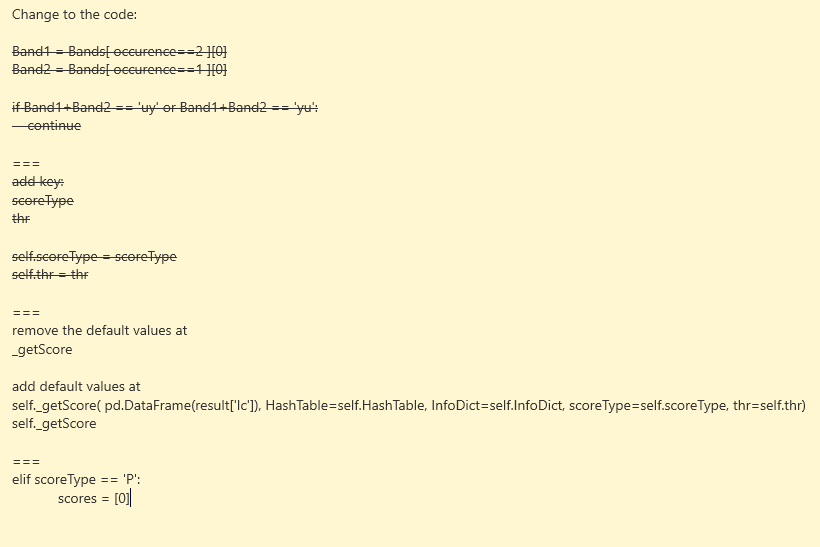 Change to the code:
Band1 = Bands[ occurence==2 ][0]
Band2 = Bands[ occurence==1 ][0]
if Band1+Band2 == 'uy' or Band1+Band2 == 'yu':
continue
===
add key:
scoreType
thr
self.scoreType = scoreType
self.thr = thr
===
remove the default values at
_getScore
add default values at
self._getScore( pd.DataFrame(result['lc']), HashTable=self.HashTable, InfoDict=self.InfoDict, scoreType=self.scoreType, thr=self.thr)
self._getScore
===
elif scoreType == 'P':
scores = [0]